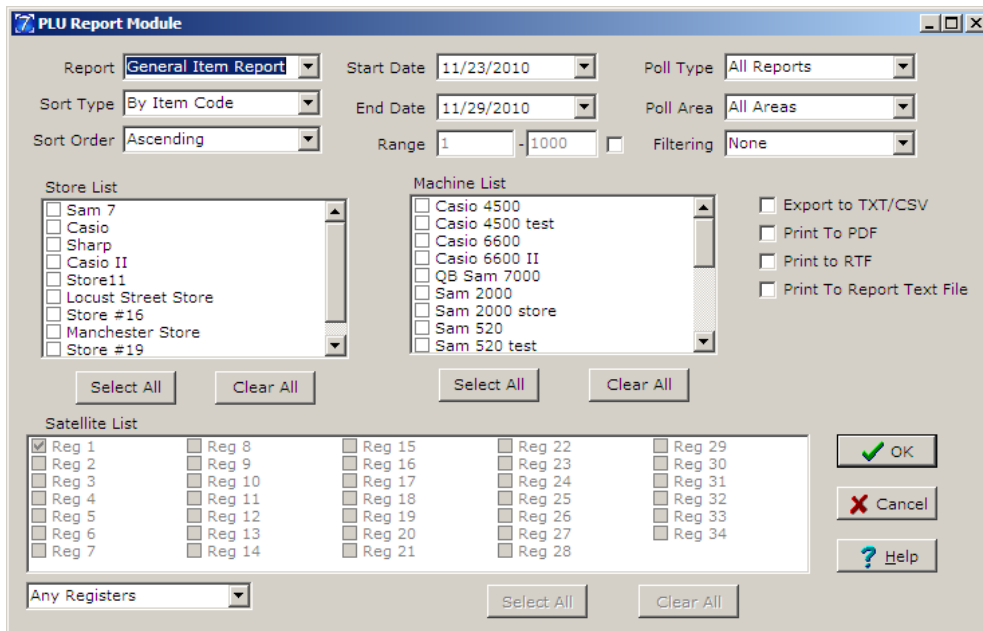 PLU Report Module
Report General Item Report Start Date 11/23/2010 Poll Type All Reports
Sort Type By Item Code End Date 11/29/2010 Poll Area All Areas
Sort Order Ascending Range 1 - 1000 Filtering None
Store List
Sam 7
Casio
Sharp
Casio II
Store11
Locust Street Store
Store #16
Manchester Store
Store #19
Select All Clear All
Machine List
Casio 4500
Casio 4500 test
Casio 6600
Casio 6600 II
QB Sam 7000
Sam 2000
Sam 2000 store
Sam 520
Sam 520 test
Select All Clear All
Export to TXT/CSV
Print To PDF
Print to RTF
Print To Report Text File
Satellite List
Reg 1 Reg 8 Reg 15 Reg 22 Reg 29
Reg 2 Reg 9 Reg 16 Reg 23 Reg 30
Reg 3 Reg 10 Reg 17 Reg 24 Reg 31
Reg 4 Reg 11 Reg 18 Reg 25 Reg 32
Reg 5 Reg 12 Reg 19 Reg 26 Reg 33
Reg 6 Reg 13 Reg 20 Reg 27 Reg 34
Reg 7 Reg 14 Reg 21 Reg 28
OK
Cancel
Help
Any Registers
Select All Clear All